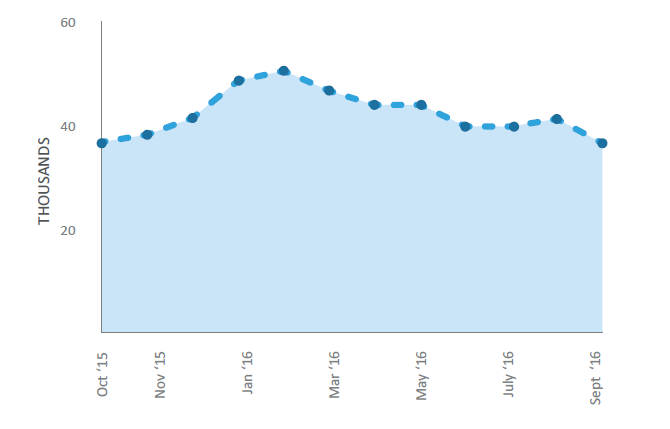 60
40
20
THOUSANDS
Oct ‘15
Nov ‘15
Jan ‘16
Mar ‘16
May ‘16
July ‘16
Sept ‘16